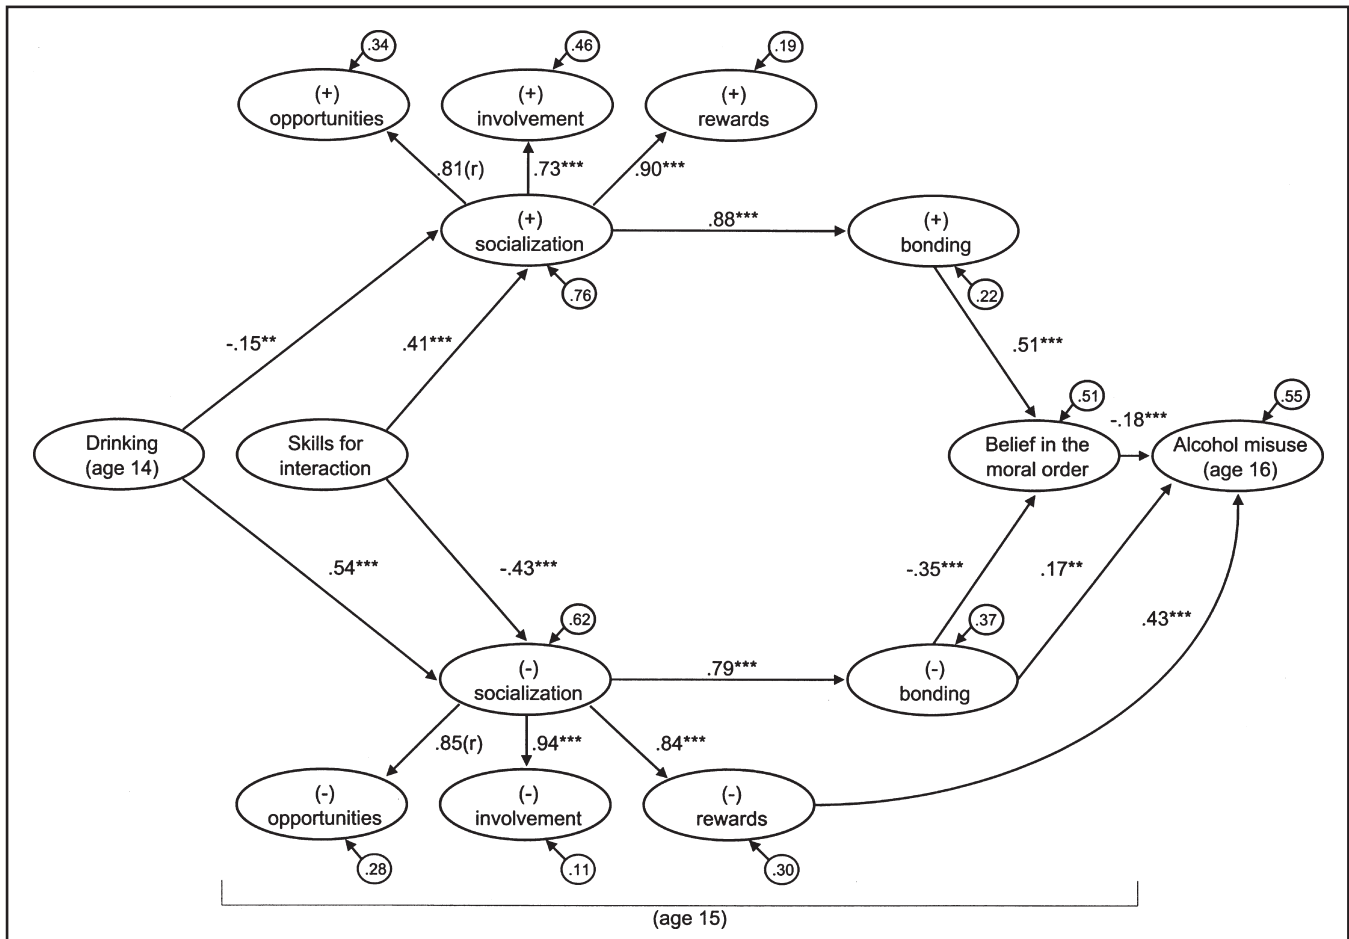 .34
.46
.19
(+)
opportunities
(+)
involvement
(+)
rewards
.81(r)
.73***
.90***
(+)
socialization
.88***
(+)
bonding
.76
.22
-.15**
.41***
.51***
.51
-.18***
.55
Drinking
(age 14)
Skills for
interaction
Belief in the
moral order
Alcohol misuse
(age 16)
.54***
-.43***
-.35***
.17**
.43***
.62
.37
(-)
socialization
.79***
(-)
bonding
.85(r)
.94***
.84***
(-)
opportunities
(-)
involvement
(-)
rewards
.28
.11
.30
(age 15)